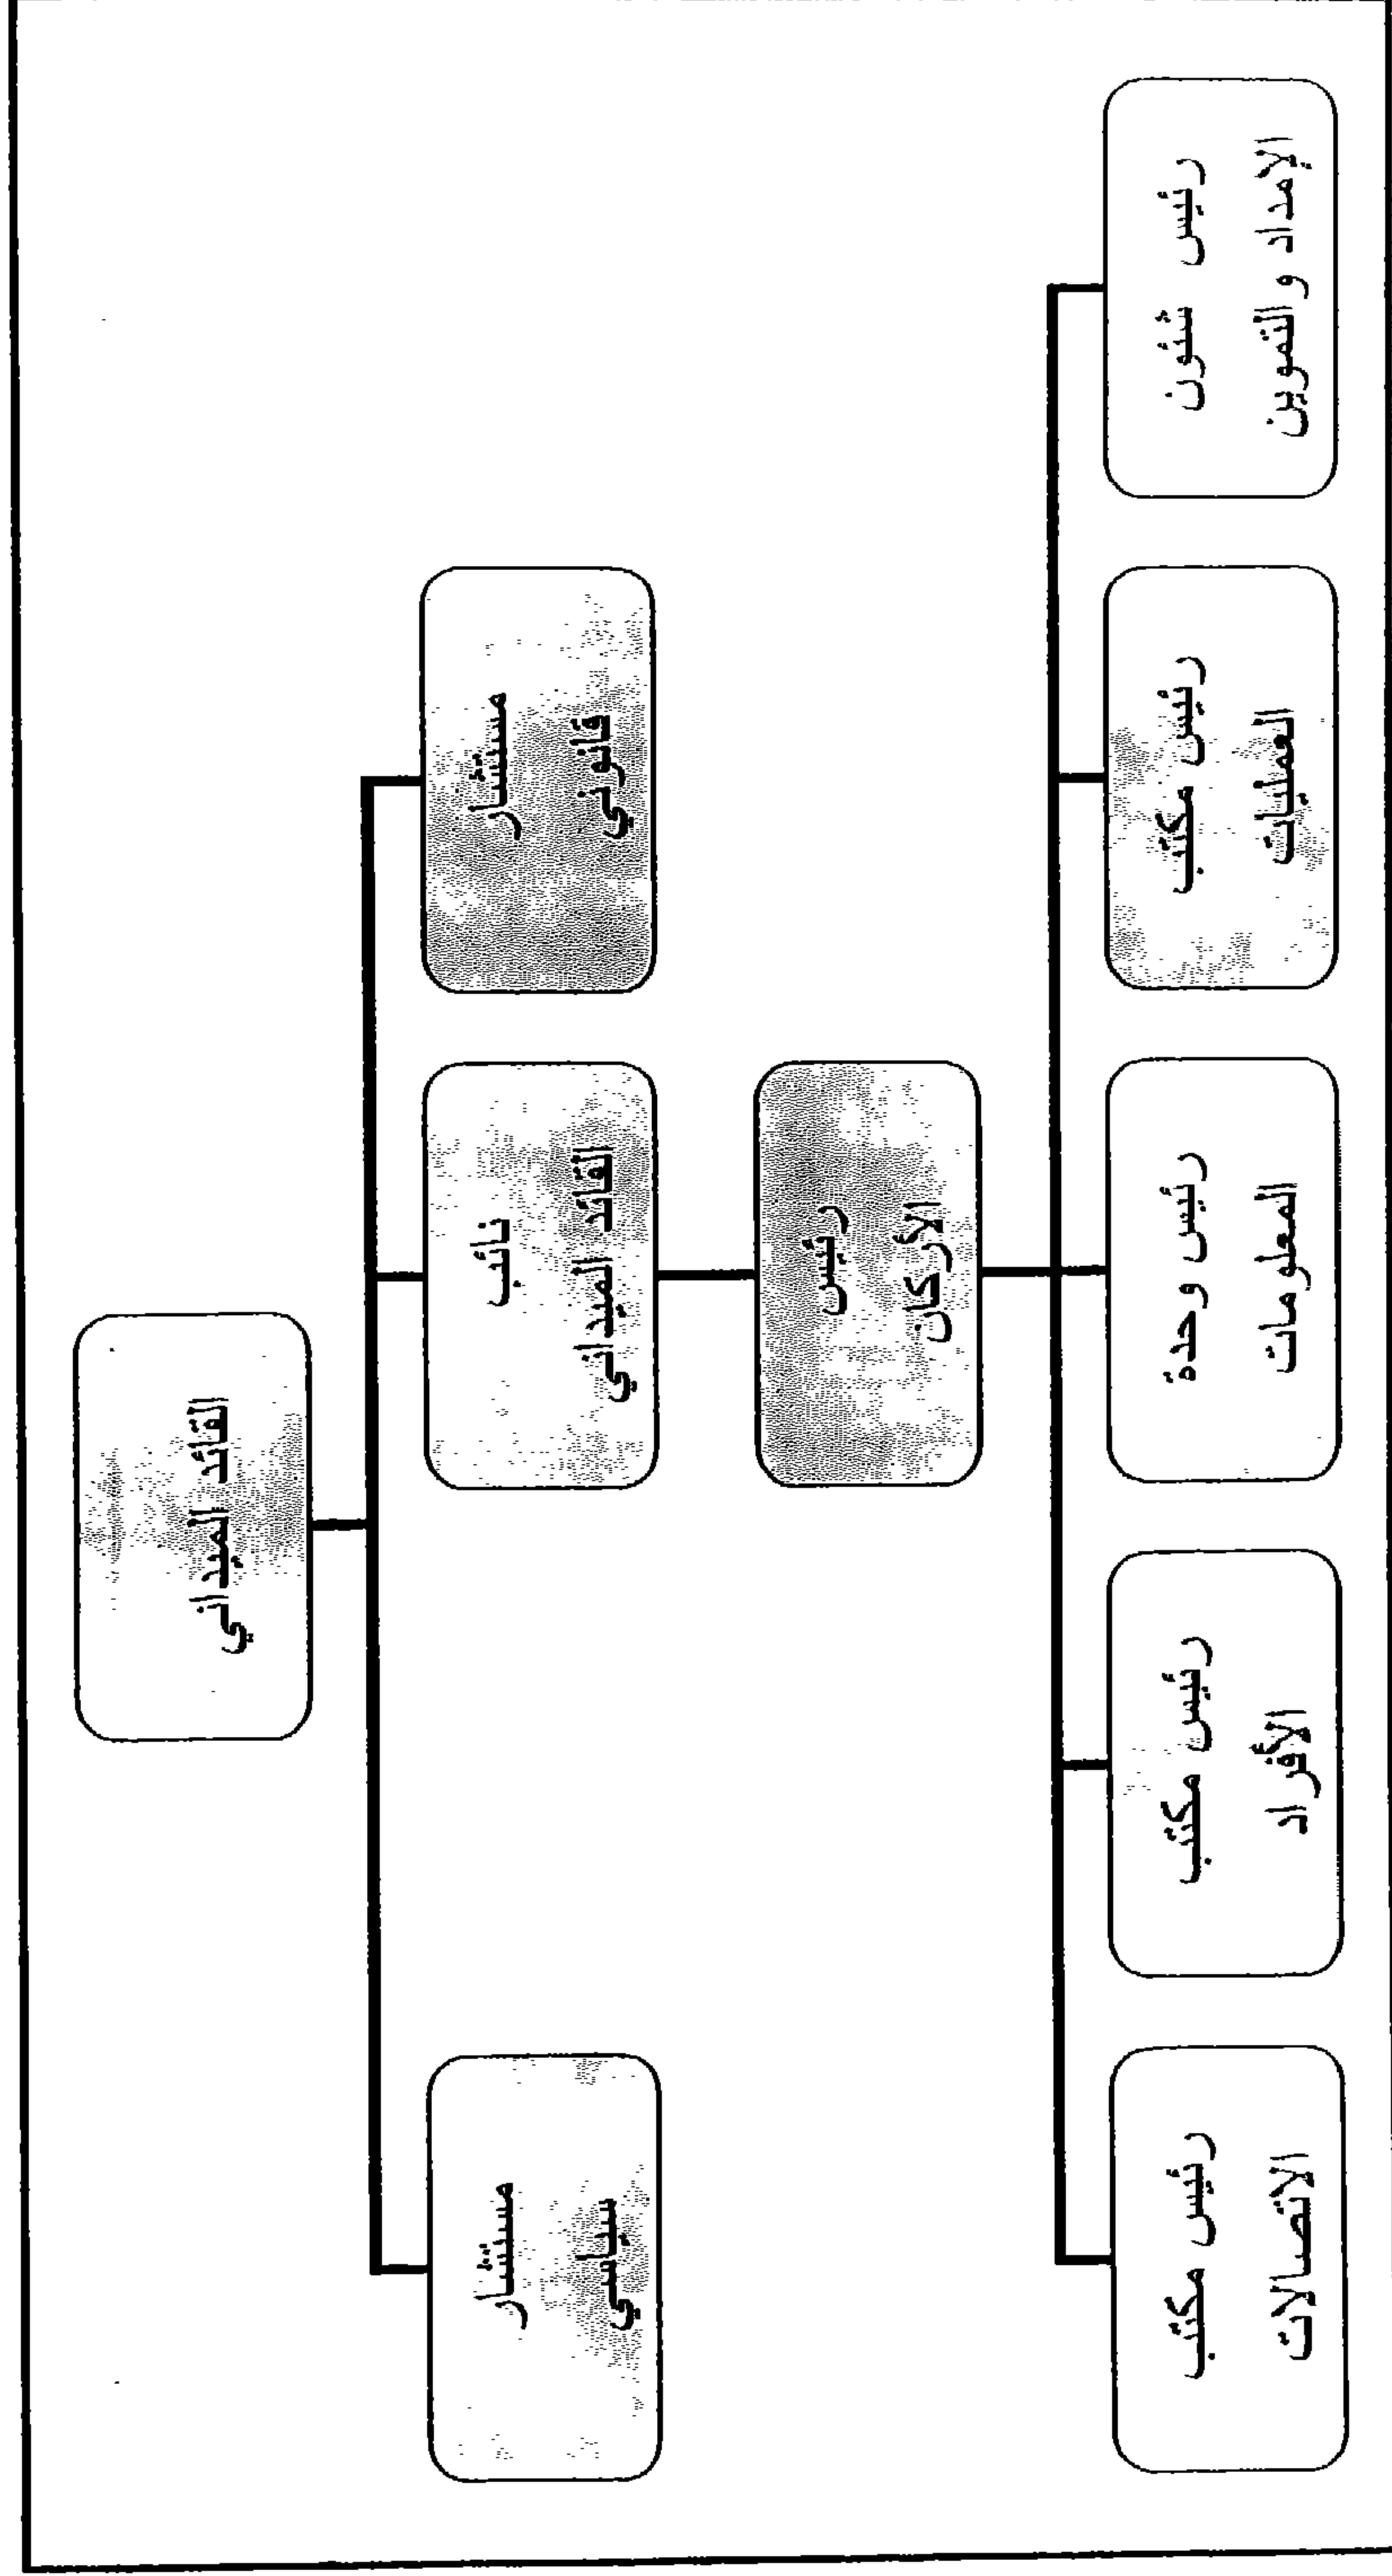 القائد الميداني
مستشار
قانوني
نائب
القائد الميداني
مستشار
سياسي
رئيس
الأركان
رئيس شئون
الإمداد والتموين
رئيس مكتب
العمليات
رئيس وحدة
المعلومات
رئيس مكتب
الأفراد
رئيس مكتب
الاتصالات